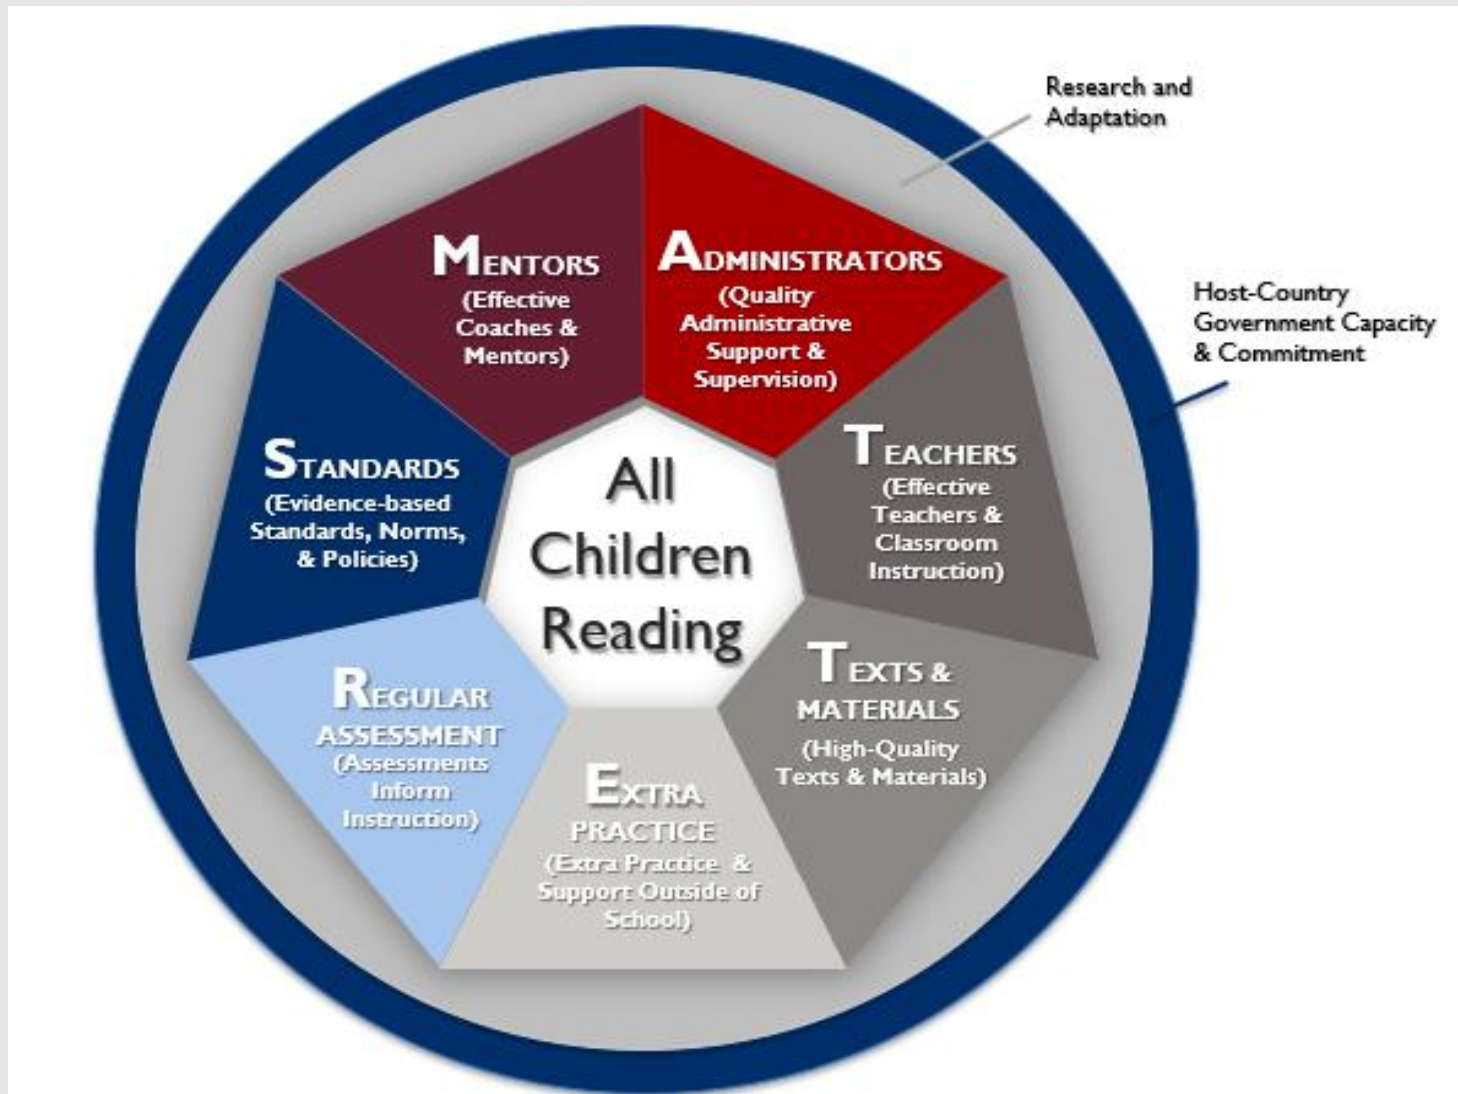 Research and
Adaptation
Host-Country
Government Capacity
& Commitment
MENTORS
(Effective
Coaches &
Mentors)
ADMINISTRATORS
(Quality
Administrative
Support &
Supervision)
TEACHERS
(Effective
Teachers &
Classroom
Instruction)
TEXTS &
MATERIALS
(High-Quality
Texts & Materials)
EXTRA
PRACTICE
(Extra Practice &
Support Outside of
School)
REGULAR
ASSESSMENT
(Assessments
Inform
Instruction)
STANDARDS
(Evidence-based
Standards, Norms,
& Policies)
All
Children
Reading